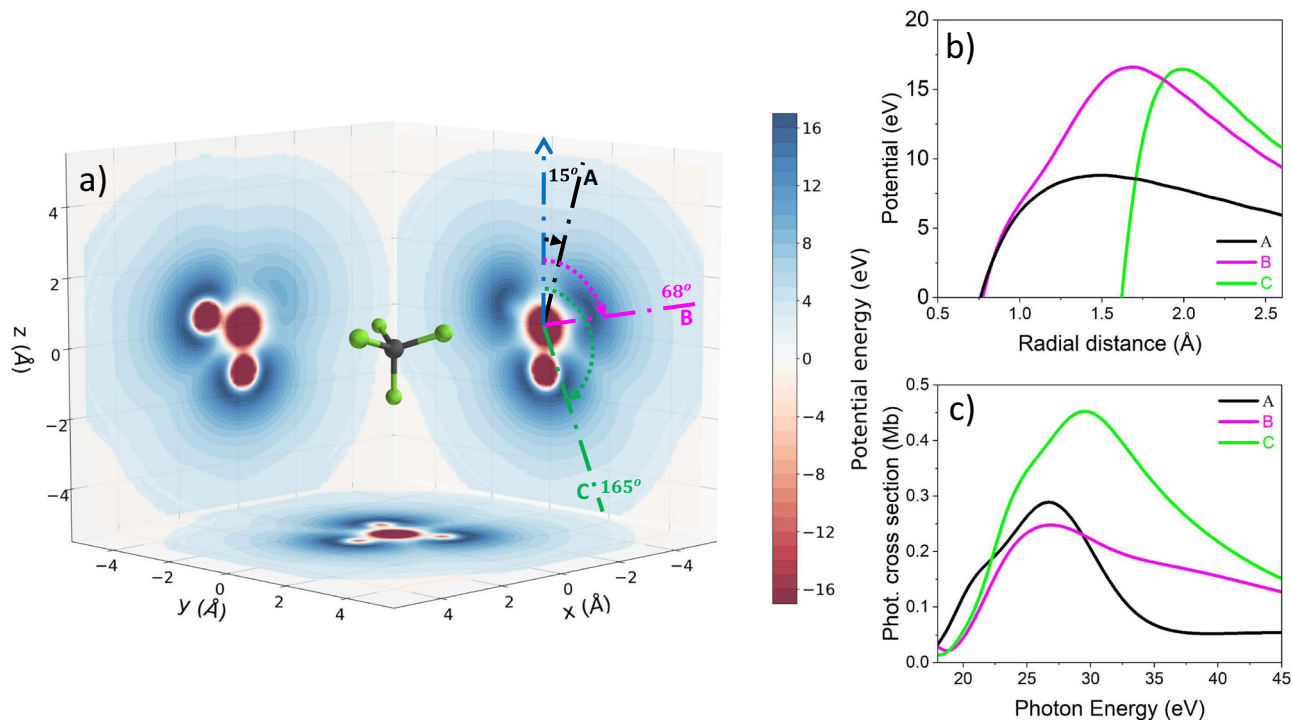 a)
z (Å)
4
2
0
−2
−4
−4
−2
0
2
4
y (Å)
4
2
0
−2
−4
x (Å)
15° A
68°
B
C 165°
16
12
8
4
0
−4
−8
−12
−16
Potential energy (eV)
b)
Potential (eV)
20
15
10
5
0
0.5 1.0 1.5 2.0 2.5
Radial distance (Å)
A
B
C
c)
Phot. cross section (Mb)
0.5
0.4
0.3
0.2
0.1
0.0
20 25 30 35 40 45
Photon Energy (eV)
A
B
C